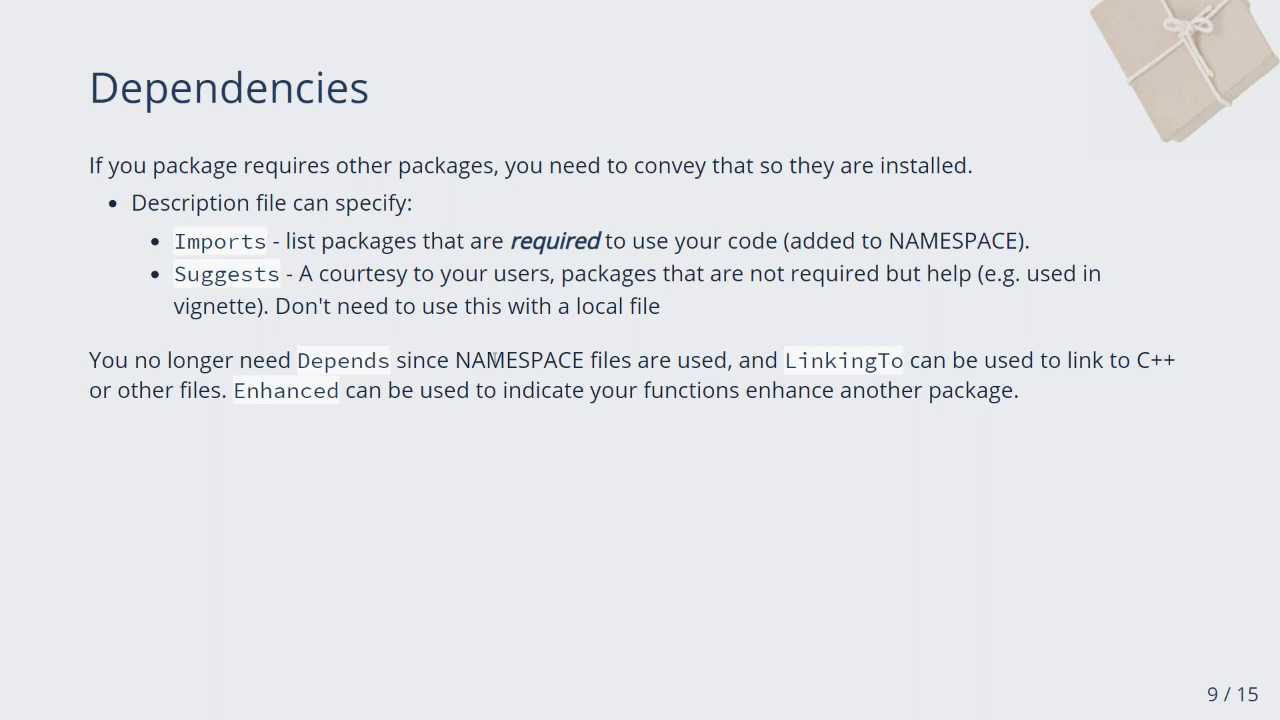 Dependencies
If you package requires other packages, you need to convey that so they are installed.
• Description file can specify:
• Imports - list packages that are required to use your code (added to NAMESPACE).
• Suggests - A courtesy to your users, packages that are not required but help (e.g. used in
vignette). Don't need to use this with a local file
You no longer need Depends since NAMESPACE files are used, and LinkingTo can be used to link to C++
or other files. Enhanced can be used to indicate your functions enhance another package.
9 / 15